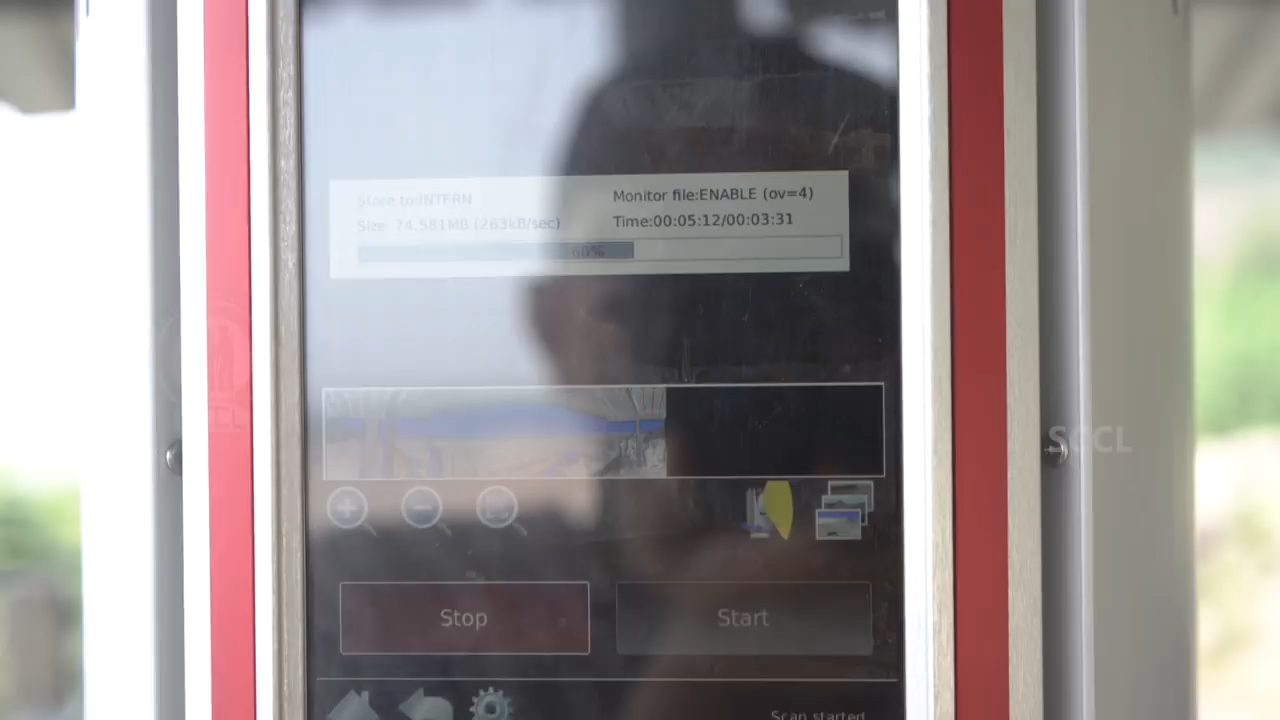 Store to:INTERN
Monitor file:ENABLE (ov=4)
Size: 74.581MB (263kB/sec)
Time:00:05:12/00:03:31
60%
SCCL
Stop
Start
Scan started